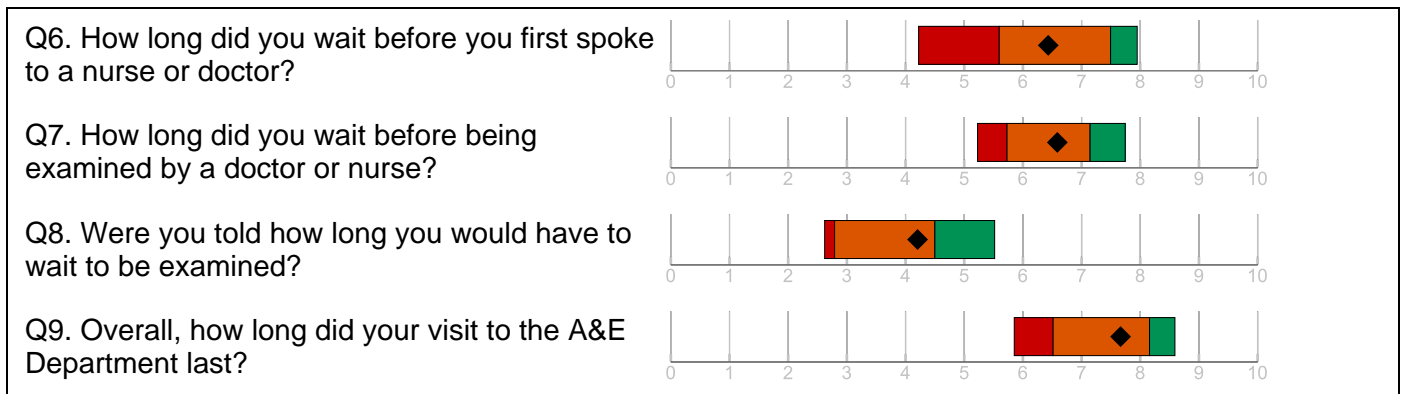 Q6. How long did you wait before you first spoke
to a nurse or doctor?
0 1 2 3 4 5 6 7 8 9 10
Q7. How long did you wait before being
examined by a doctor or nurse?
0 1 2 3 4 5 6 7 8 9 10
Q8. Were you told how long you would have to
wait to be examined?
0 1 2 3 4 5 6 7 8 9 10
Q9. Overall, how long did your visit to the A&E
Department last?
0 1 2 3 4 5 6 7 8 9 10